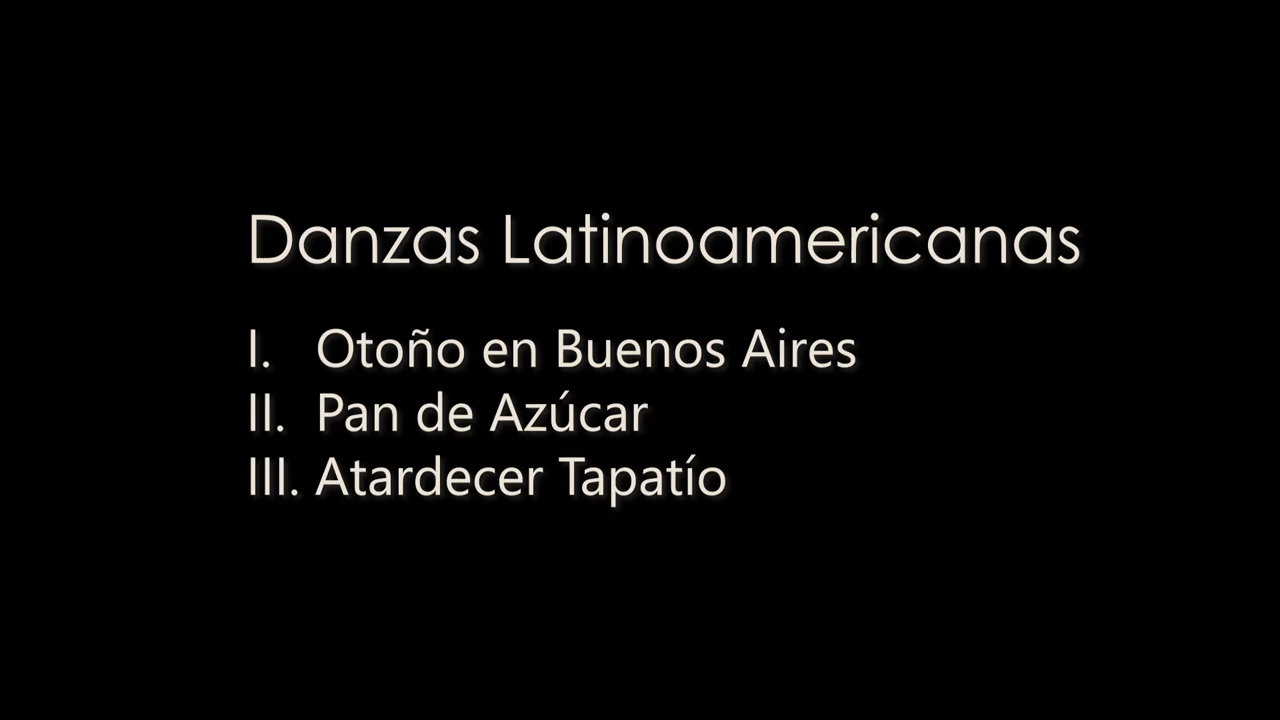 Danzas Latinoamericanas
I. Otoño en Buenos Aires
II. Pan de Azúcar
III. Atardecer Tapatío